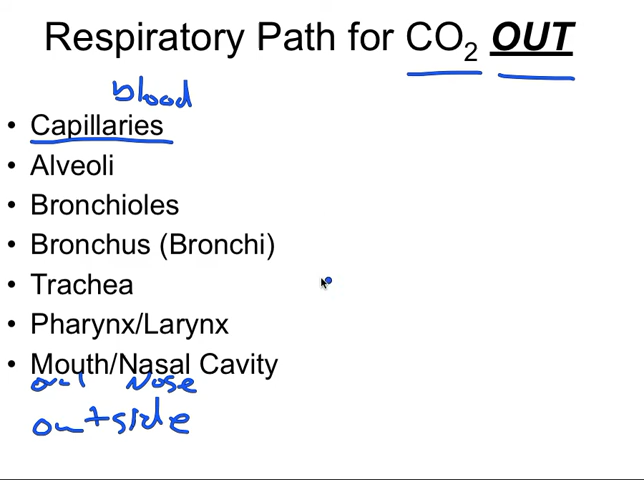 Respiratory Path for CO₂ OUT
blood
• Capillaries
• Alveoli
• Bronchioles
• Bronchus (Bronchi)
• Trachea
• Pharynx/Larynx
• Mouth/Nasal Cavity
Nose
outside